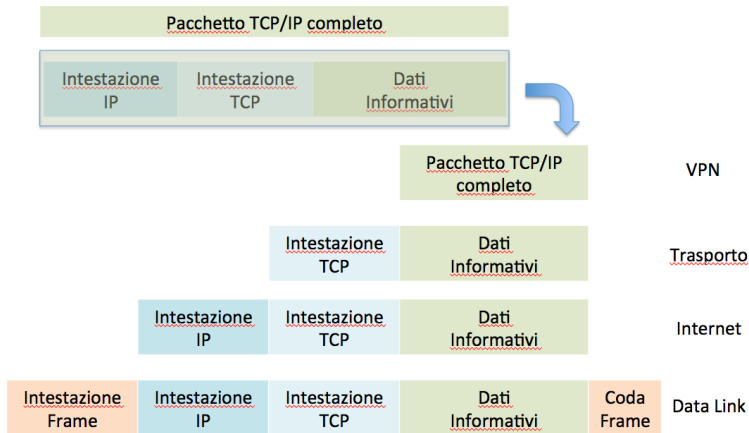 Pacchetto TCP/IP completo
Intestazione IP
Intestazione TCP
Dati Informativi
Pacchetto TCP/IP completo
VPN
Intestazione TCP
Dati Informativi
Trasporto
Intestazione IP
Intestazione TCP
Dati Informativi
Internet
Intestazione Frame
Intestazione IP
Intestazione TCP
Dati Informativi
Coda Frame
Data Link